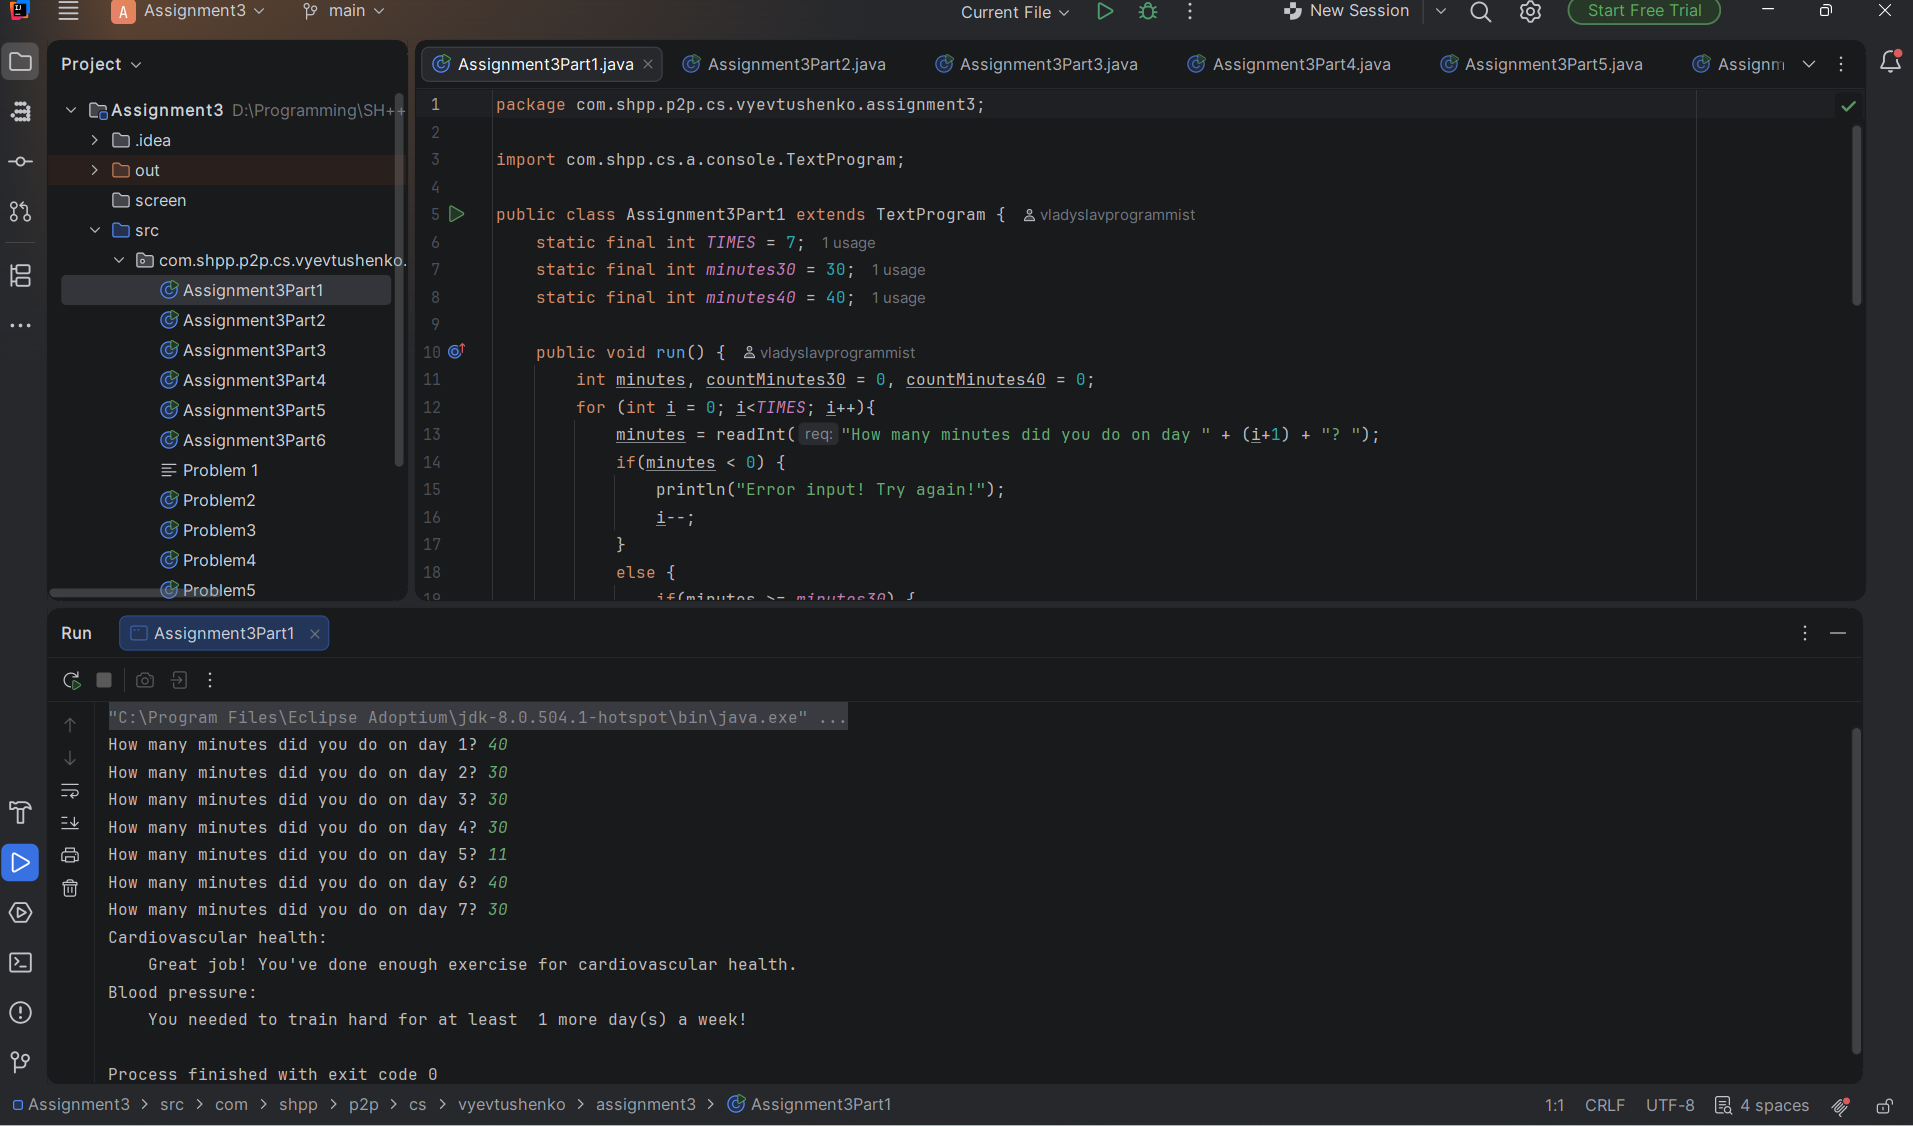 A Assignment3 main Current File New Session Start Free Trial
Project
Assignment3 D:\Programming\SH++
.idea
out
screen
src
com.shpp.p2p.cs.vyevtushenko.
Assignment3Part1
Assignment3Part2
Assignment3Part3
Assignment3Part4
Assignment3Part5
Assignment3Part6
Problem 1
Problem2
Problem3
Problem4
Problem5
Assignment3Part1.java Assignment3Part2.java Assignment3Part3.java Assignment3Part4.java Assignment3Part5.java Assignm
1 package com.shpp.p2p.cs.vyevtushenko.assignment3;
2
3 import com.shpp.cs.a.console.TextProgram;
4
5 public class Assignment3Part1 extends TextProgram { vladyslavprogrammist
6 static final int TIMES = 7; 1 usage
7 static final int minutes30 = 30; 1 usage
8 static final int minutes40 = 40; 1 usage
9
10 public void run() { vladyslavprogrammist
11 int minutes, countMinutes30 = 0, countMinutes40 = 0;
12 for (int i = 0; i<TIMES; i++){
13 minutes = readInt( req: "How many minutes did you do on day " + (i+1) + "? ");
14 if(minutes < 0) {
15 println("Error input! Try again!");
16 i--;
17 }
18 else {
19 if(minutes >= minutes30) {
Run Assignment3Part1
"C:\Program Files\Eclipse Adoptium\jdk-8.0.504.1-hotspot\bin\java.exe" ...
How many minutes did you do on day 1? 40
How many minutes did you do on day 2? 30
How many minutes did you do on day 3? 30
How many minutes did you do on day 4? 30
How many minutes did you do on day 5? 11
How many minutes did you do on day 6? 40
How many minutes did you do on day 7? 30
Cardiovascular health:
Great job! You've done enough exercise for cardiovascular health.
Blood pressure:
You needed to train hard for at least  1 more day(s) a week!
Process finished with exit code 0
Assignment3 > src > com > shpp > p2p > cs > vyevtushenko > assignment3 > Assignment3Part1 1:1 CRLF UTF-8 4 spaces